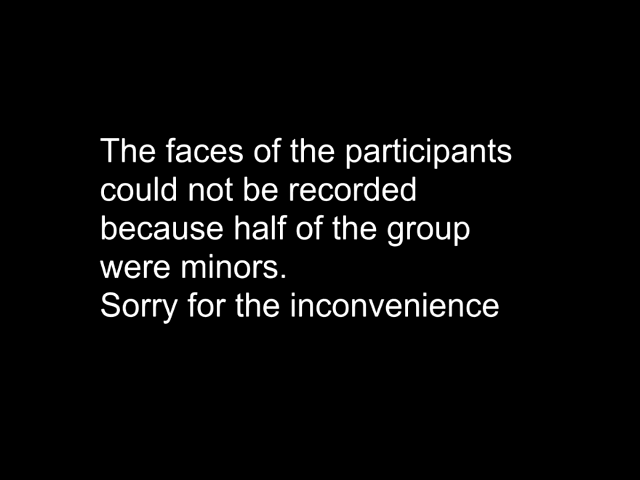 The faces of the participants
could not be recorded
because half of the group
were minors.
Sorry for the inconvenience